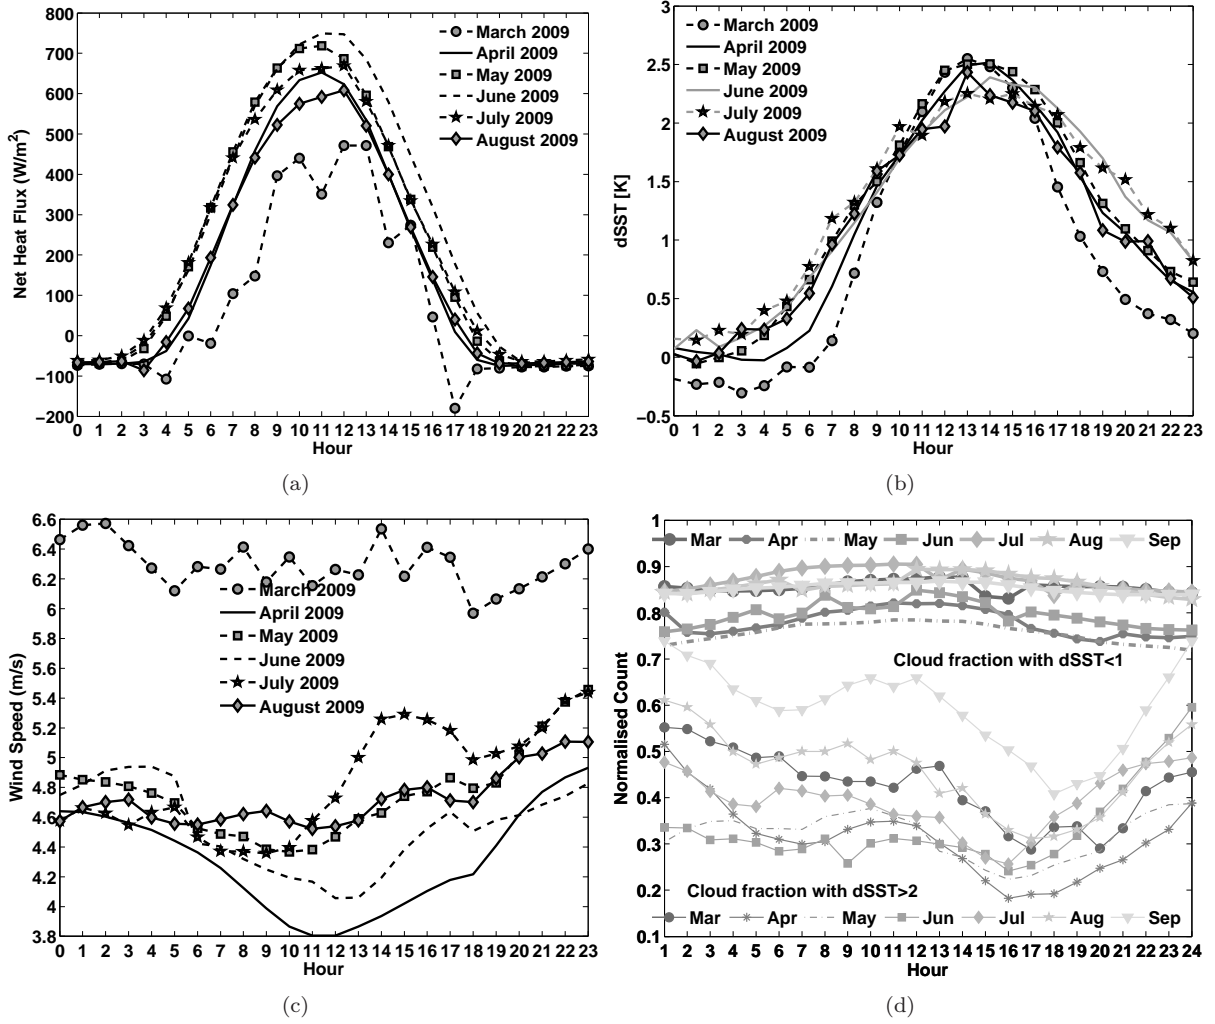 800
700
600
500
400
300
200
100
0
−100
−200
Net Heat Flux (W/m²)
March 2009
April 2009
May 2009
June 2009
July 2009
August 2009
0 1 2 3 4 5 6 7 8 9 10 11 12 13 14 15 16 17 18 19 20 21 22 23
Hour
(a)
3
2.5
2
1.5
1
0.5
0
−0.5
dSST [K]
March 2009
April 2009
May 2009
June 2009
July 2009
August 2009
0 1 2 3 4 5 6 7 8 9 10 11 12 13 14 15 16 17 18 19 20 21 22 23
Hour
(b)
6.6
6.4
6.2
6
5.8
5.6
5.4
5.2
5
4.8
4.6
4.4
4.2
4
3.8
Wind Speed (m/s)
March 2009
April 2009
May 2009
June 2009
July 2009
August 2009
0 1 2 3 4 5 6 7 8 9 10 11 12 13 14 15 16 17 18 19 20 21 22 23
Hour
(c)
1
0.9
0.8
0.7
0.6
0.5
0.4
0.3
0.2
0.1
Normalised Count
Mar Apr May Jun Jul Aug Sep
Cloud fraction with dSST<1
Cloud fraction with dSST>2
Mar Apr May Jun Jul Aug Sep
1 2 3 4 5 6 7 8 9 10 11 12 13 14 15 16 17 18 19 20 21 22 23 24
Hour
(d)